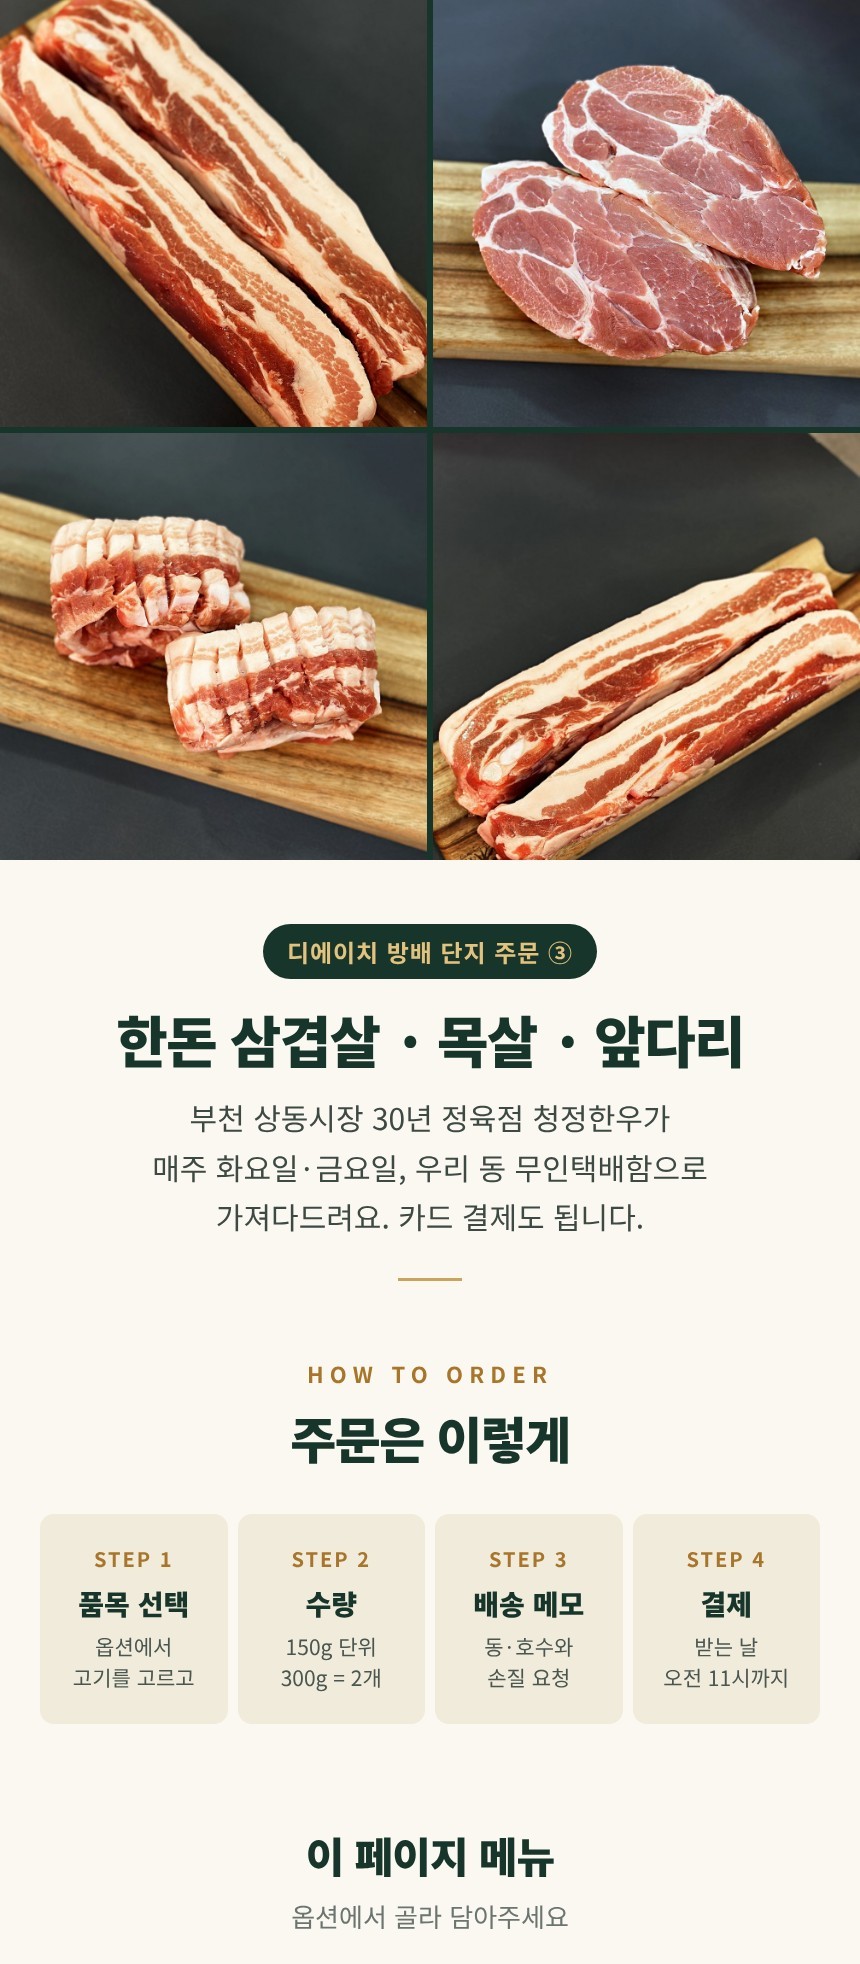 디에이치 방배 단지 주문 ③
한돈 삼겹살 · 목살 · 앞다리
부천 상동시장 30년 정육점 청정한우가
매주 화요일·금요일, 우리 동 무인택배함으로
가져다드려요. 카드 결제도 됩니다.
HOW TO ORDER
주문은 이렇게
STEP 1
품목 선택
옵션에서
고기를 고르고
STEP 2
수량
150g 단위
300g = 2개
STEP 3
배송 메모
동·호수와
손질 요청
STEP 4
결제
받는 날
오전 11시까지
이 페이지 메뉴
옵션에서 골라 담아주세요